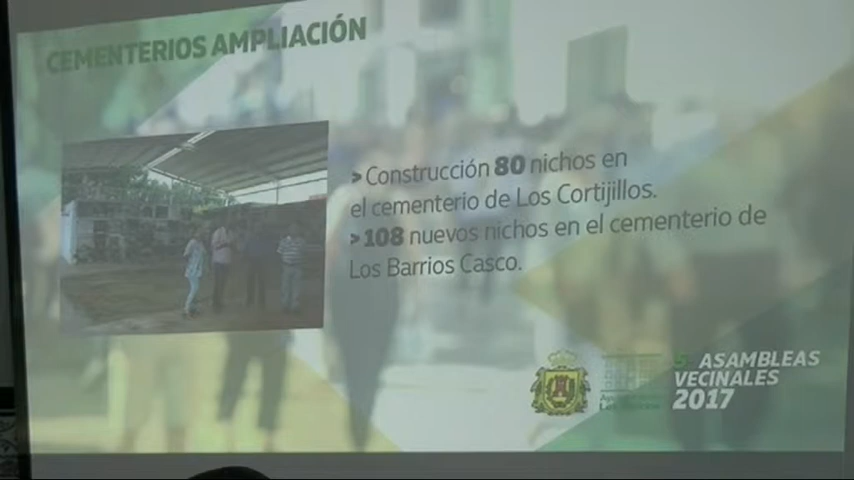 CEMENTERIOS AMPLIACIÓN
> Construcción 80 nichos en
el cementerio de Los Cortijillos.
> 108 nuevos nichos en el cementerio de
Los Barrios Casco.
ASAMBLEAS
VECINALES
2017